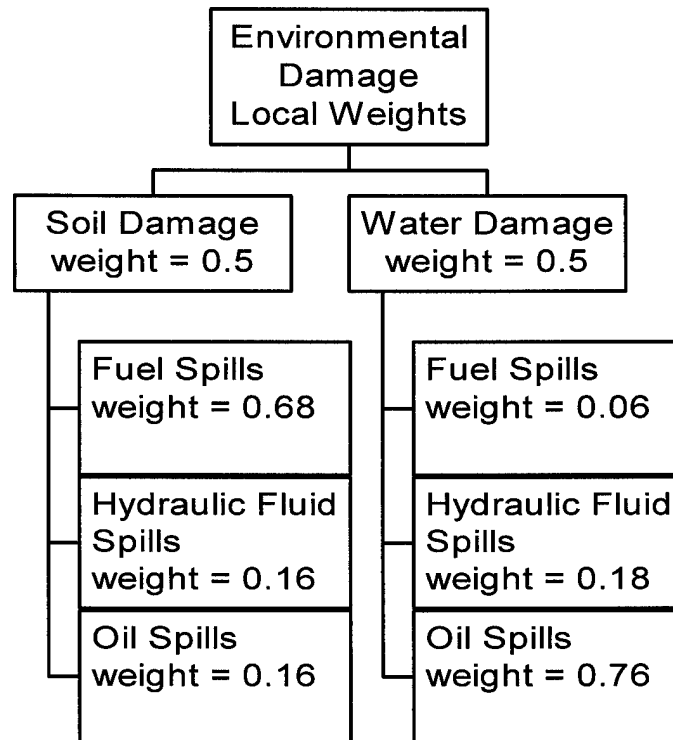 Environmental
Damage
Local Weights
Soil Damage
weight = 0.5
Water Damage
weight = 0.5
Fuel Spills
weight = 0.68
Hydraulic Fluid
Spills
weight = 0.16
Oil Spills
weight = 0.16
Fuel Spills
weight = 0.06
Hydraulic Fluid
Spills
weight = 0.18
Oil Spills
weight = 0.76